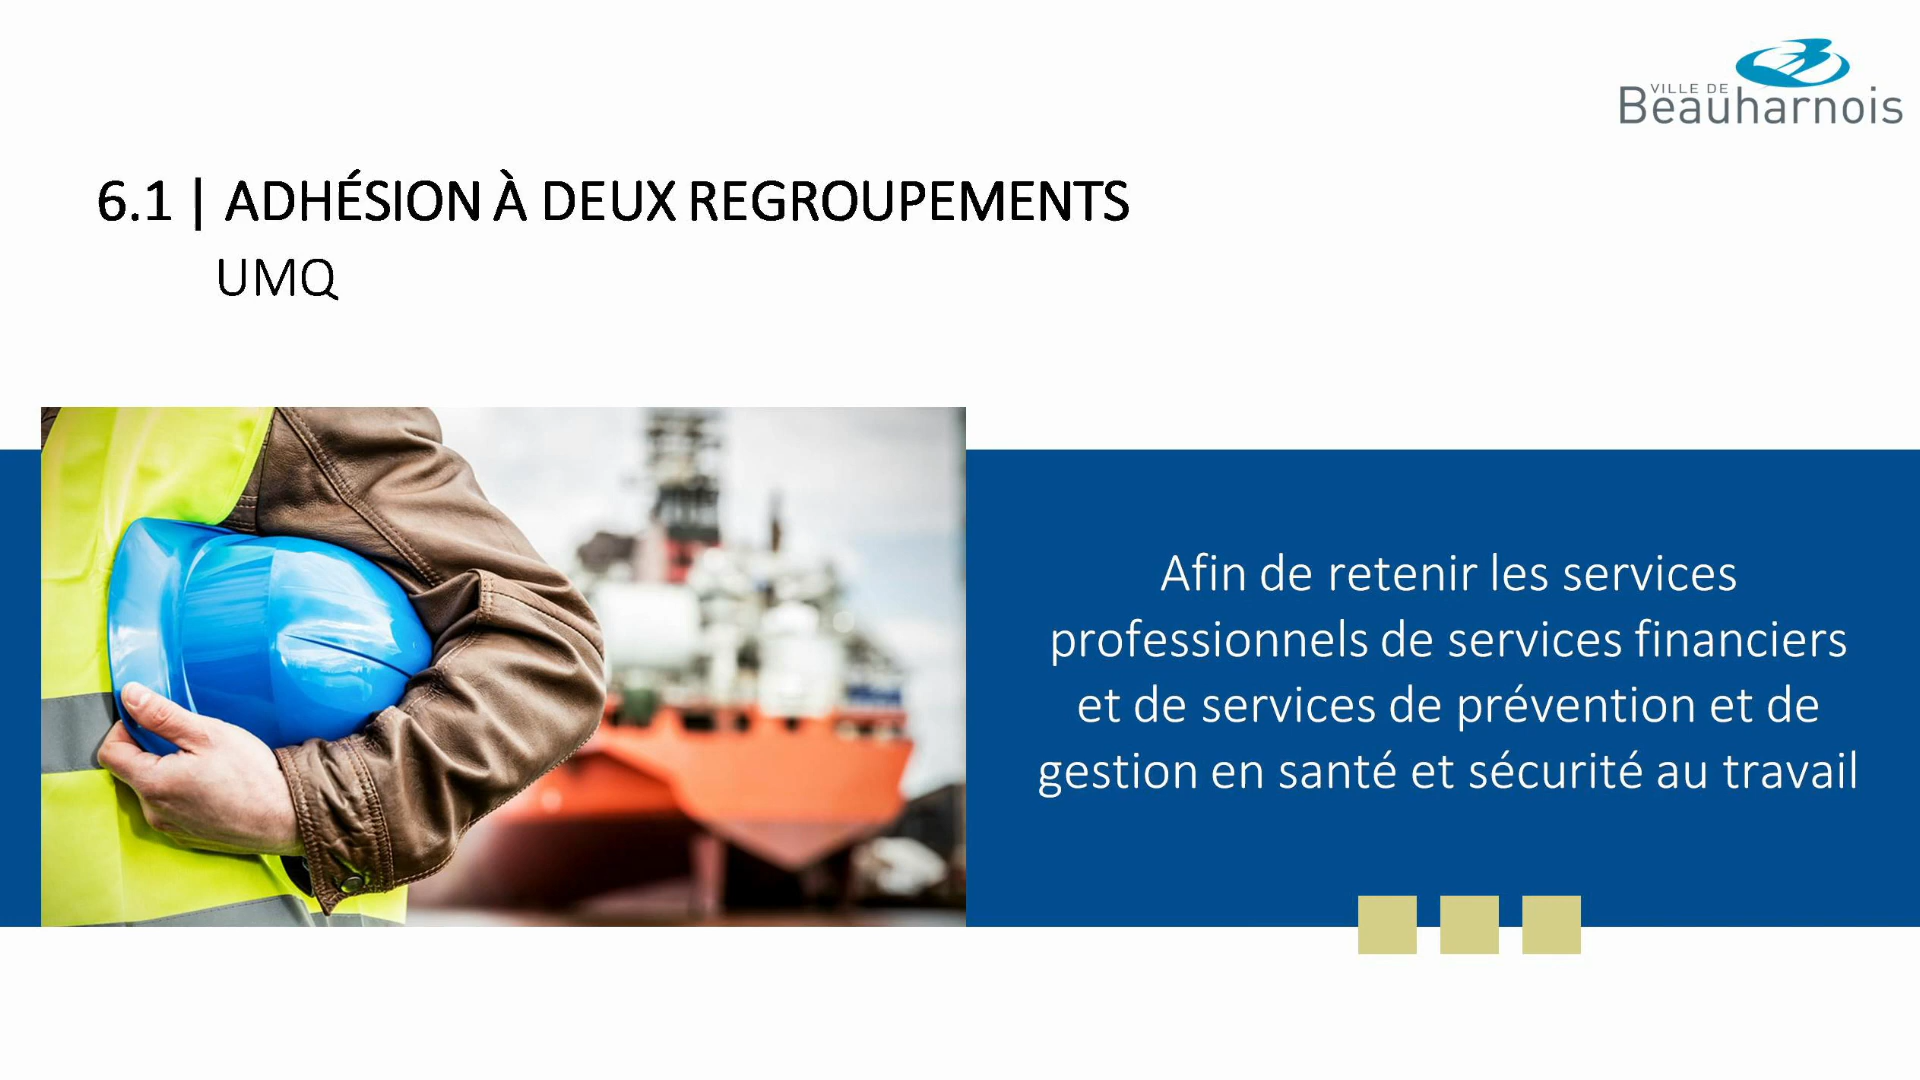 VILLE DE
Beauharnois
6.1 | ADHÉSION À DEUX REGROUPEMENTS
UMQ
Afin de retenir les services
professionnels de services financiers
et de services de prévention et de
gestion en santé et sécurité au travail